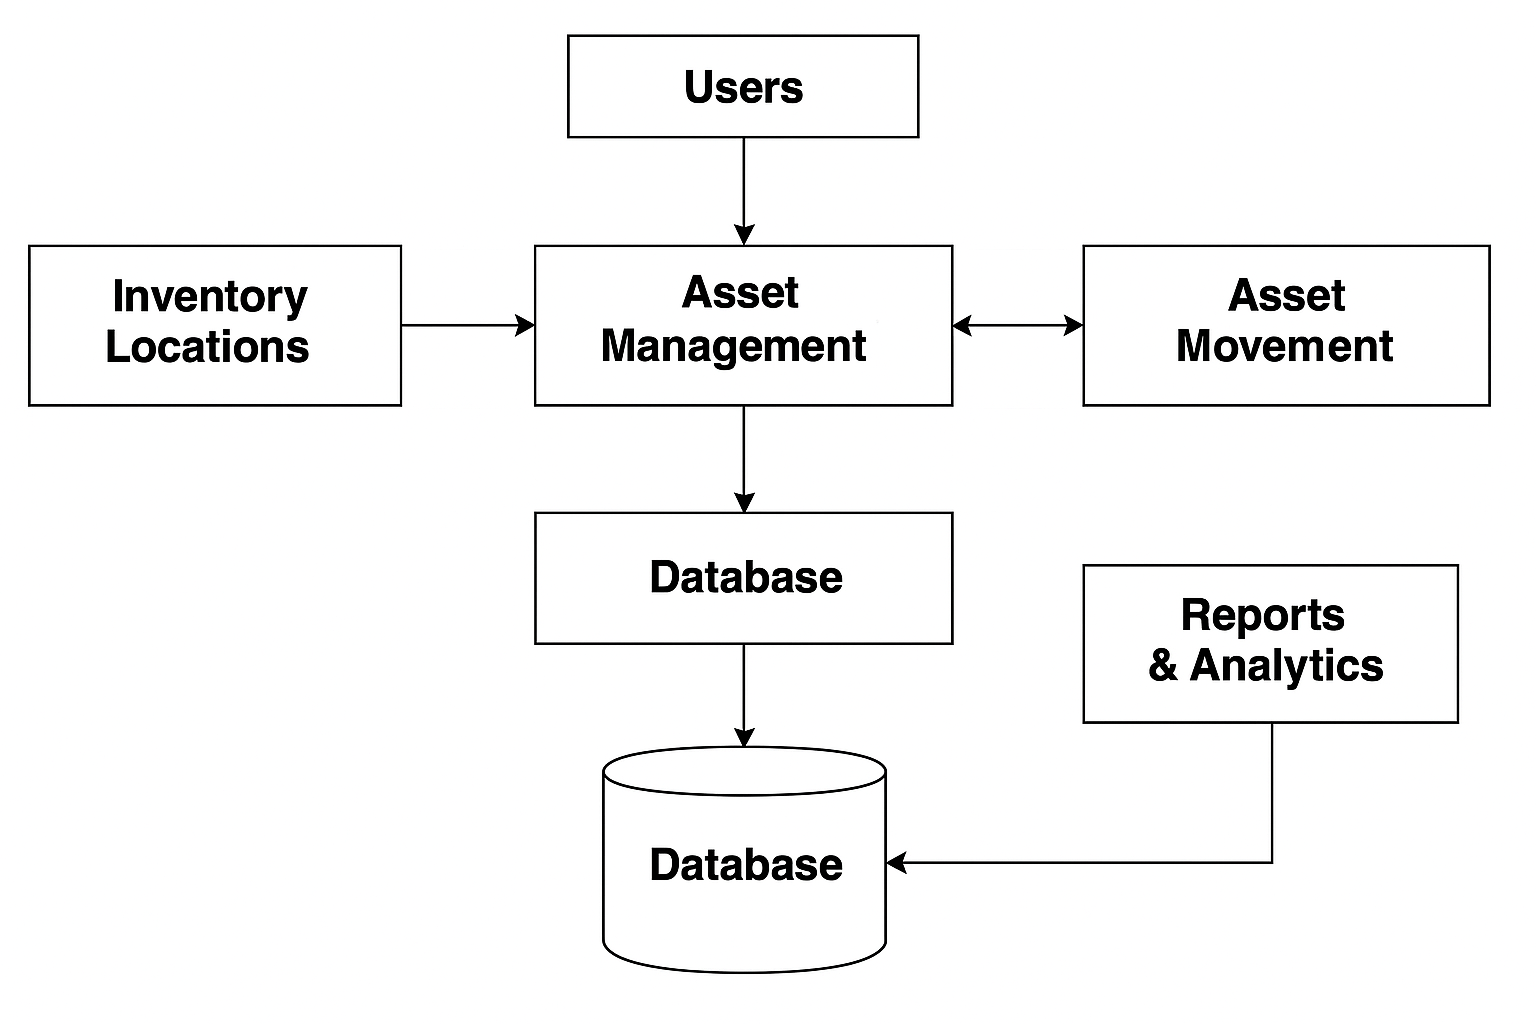 Users
Inventory
Locations
Asset
Management
Asset
Movement
Database
Reports
& Analytics
Database